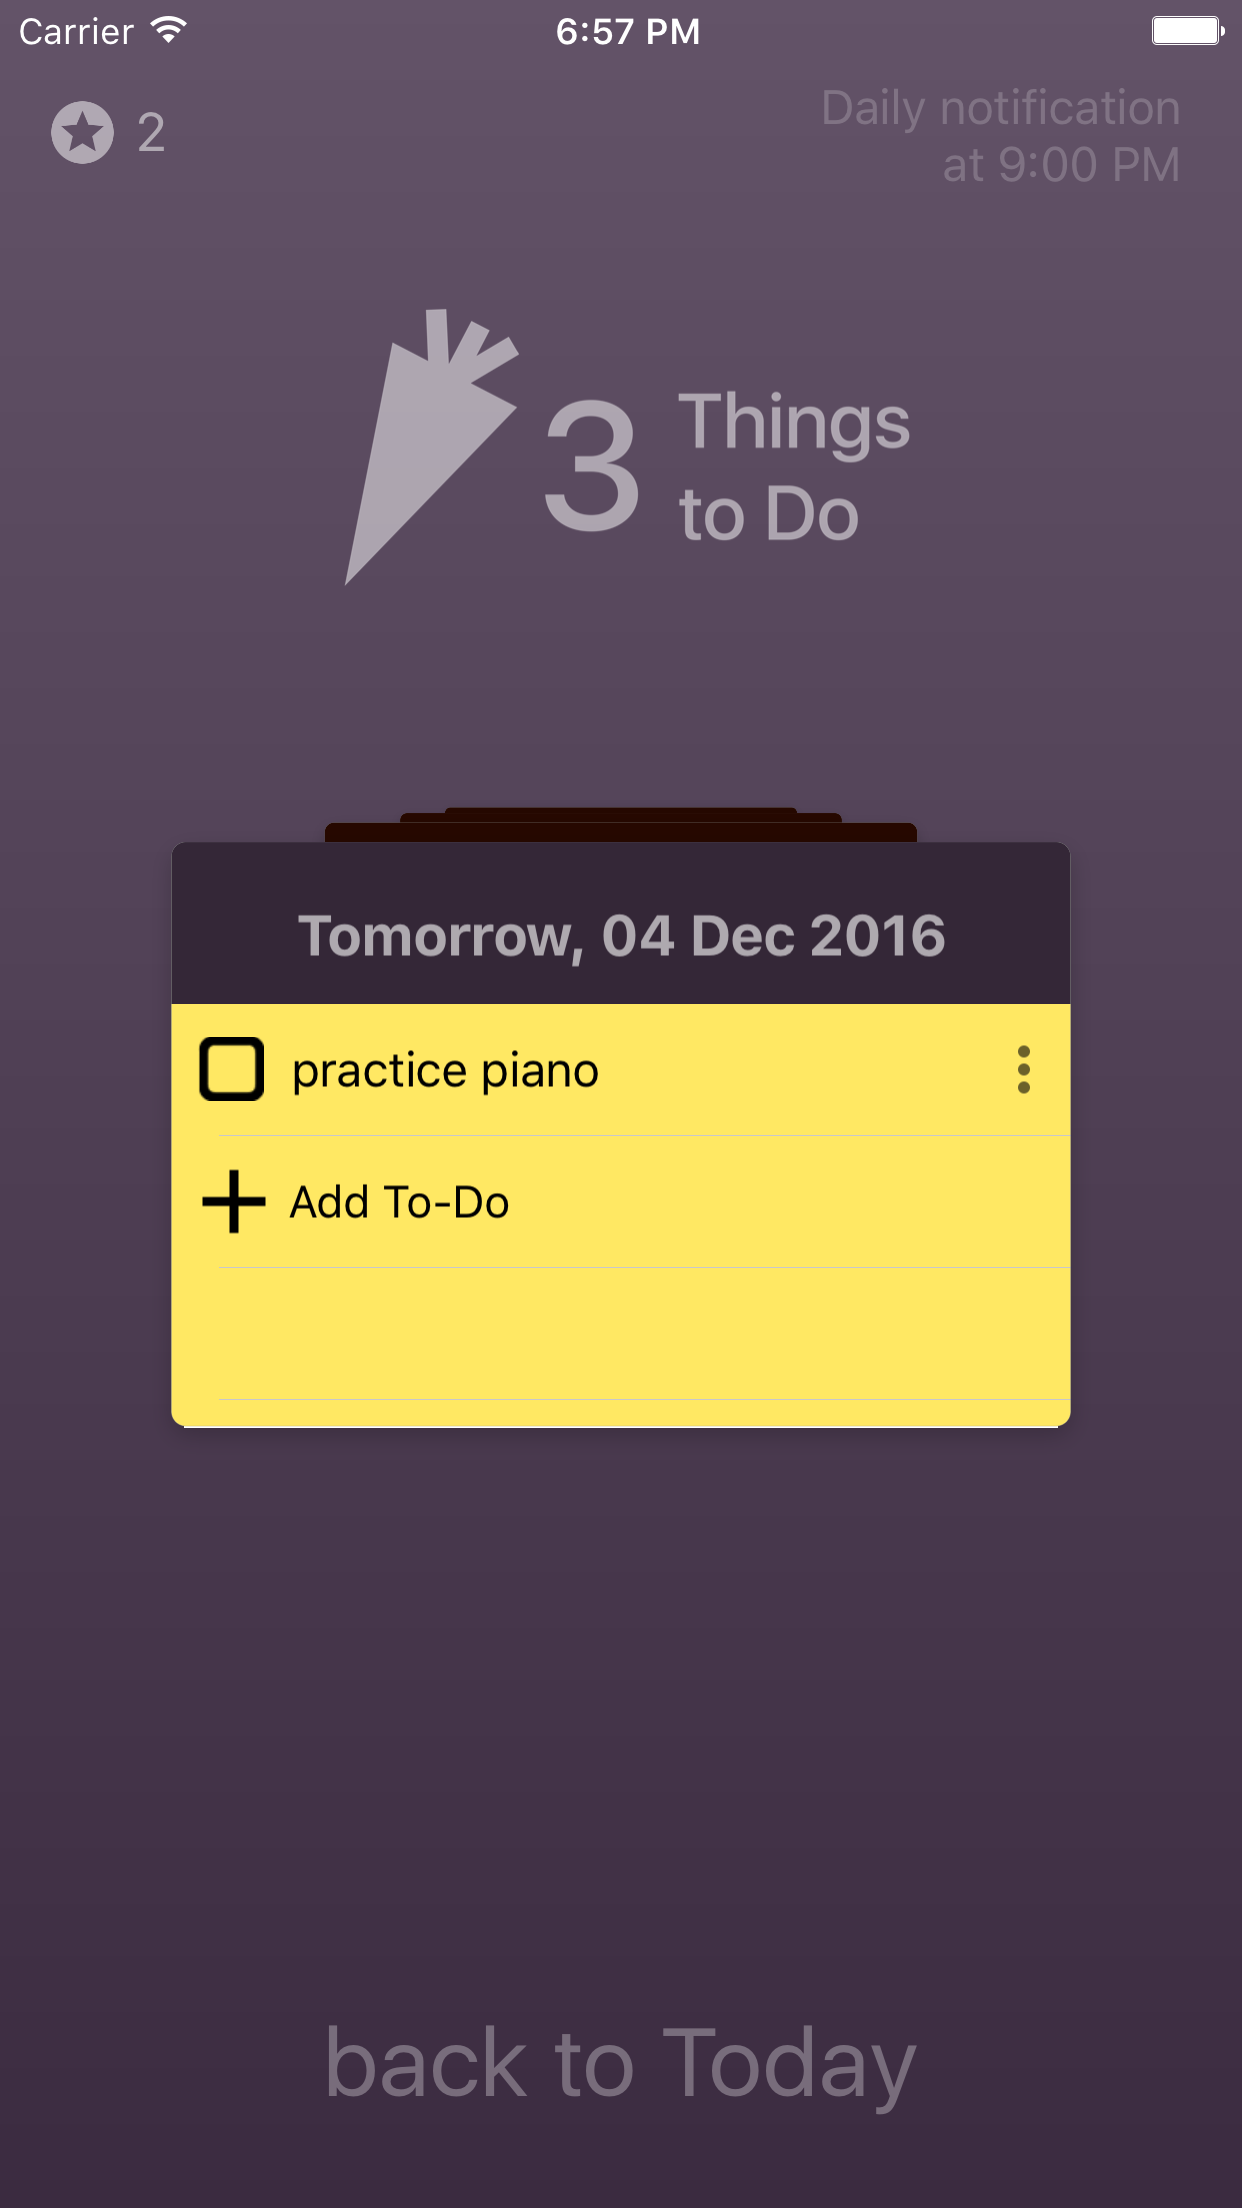 Carrier 6:57 PM
2
Daily notification
at 9:00 PM
3 Things
to Do
Tomorrow, 04 Dec 2016
practice piano
Add To-Do
back to Today